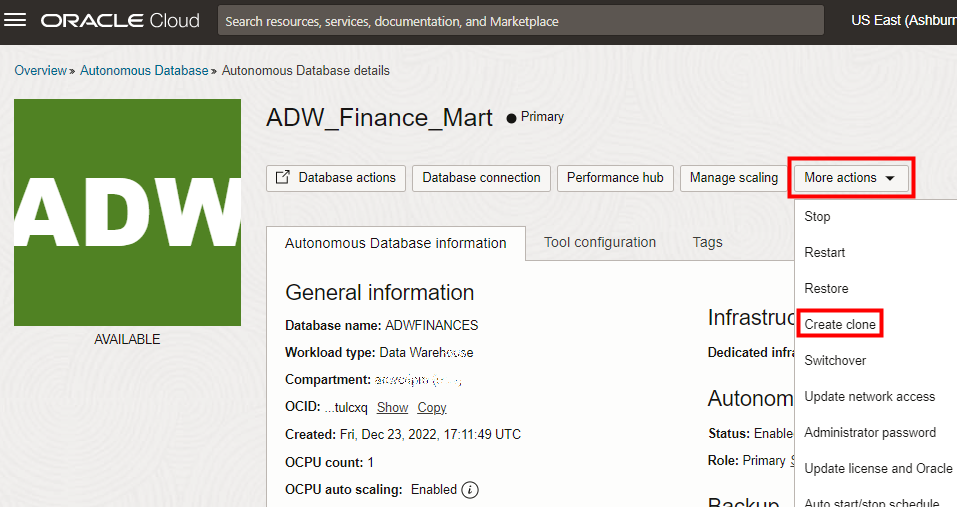 ORACLE Cloud
Search resources, services, documentation, and Marketplace
US East (Ashburn
Overview » Autonomous Database » Autonomous Database details
ADW
AVAILABLE
ADW_Finance_Mart
Primary
Database actions
Database connection
Performance hub
Manage scaling
More actions
Stop
Restart
Restore
Create clone
Switchover
Update network access
Administrator password
Update license and Oracle
Auto start/stop schedule
Autonomous Database information
Tool configuration
Tags
General information
Database name: ADWFINANCES
Workload type: Data Warehouse
Compartment:
OCID: ...tulcxq Show Copy
Created: Fri, Dec 23, 2022, 17:11:49 UTC
OCPU count: 1
OCPU auto scaling: Enabled
Infrastruc
Dedicated infra
Autonom
Status: Enable
Role: Primary
Backup